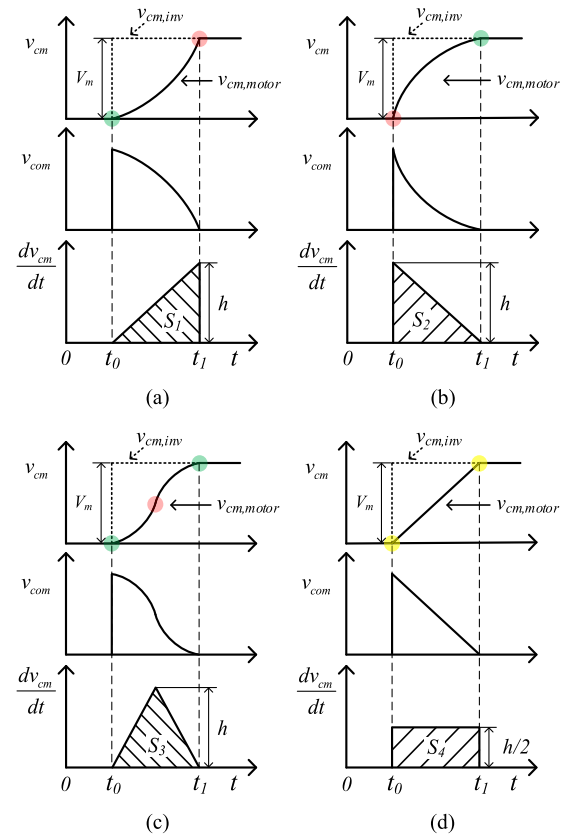 v_cm,inv
v_cm
V_m
v_cm,motor
v_com
dv_cm
dt
S_1
h
0 t_0 t_1 t
(a)
v_cm,inv
v_cm
V_m
v_cm,motor
v_com
dv_cm
dt
S_2
h
0 t_0 t_1 t
(b)
v_cm,inv
v_cm
V_m
v_cm,motor
v_com
dv_cm
dt
S_3
h
0 t_0 t_1 t
(c)
v_cm,inv
v_cm
V_m
v_cm,motor
v_com
dv_cm
dt
S_4
h/2
0 t_0 t_1 t
(d)